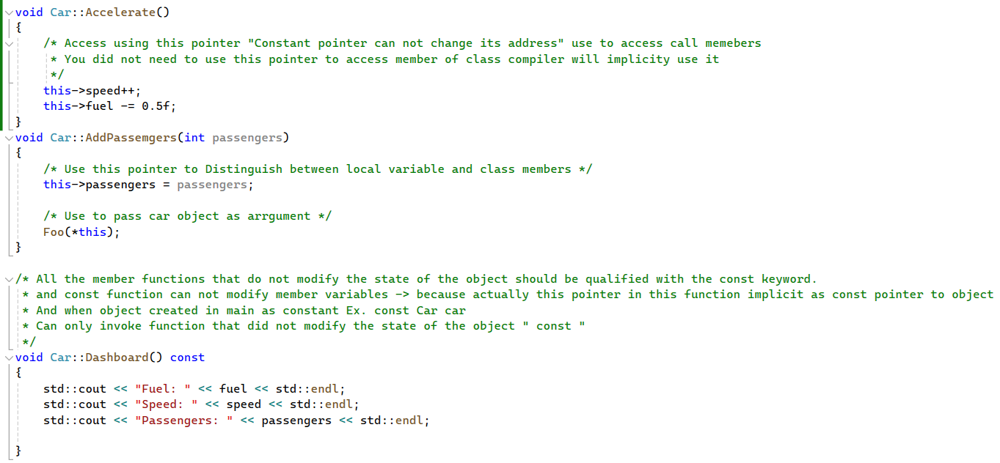 void Car::Accelerate()
{
/* Access using this pointer "Constant pointer can not change its address" use to access call memebers
* You did not need to use this pointer to access member of class compiler will implicity use it
*/
this->speed++;
this->fuel -= 0.5f;
}
void Car::AddPassemgers(int passengers)
{
/* Use this pointer to Distinguish between local variable and class members */
this->passengers = passengers;

/* Use to pass car object as arrgument */
Foo(*this);
}

/* All the member functions that do not modify the state of the object should be qualified with the const keyword.
* and const function can not modify member variables -> because actually this pointer in this function implicit as const pointer to object
* And when object created in main as constant Ex. const Car car
* Can only invoke function that did not modify the state of the object " const "
*/
void Car::Dashboard() const
{
std::cout << "Fuel: " << fuel << std::endl;
std::cout << "Speed: " << speed << std::endl;
std::cout << "Passengers: " << passengers << std::endl;

}